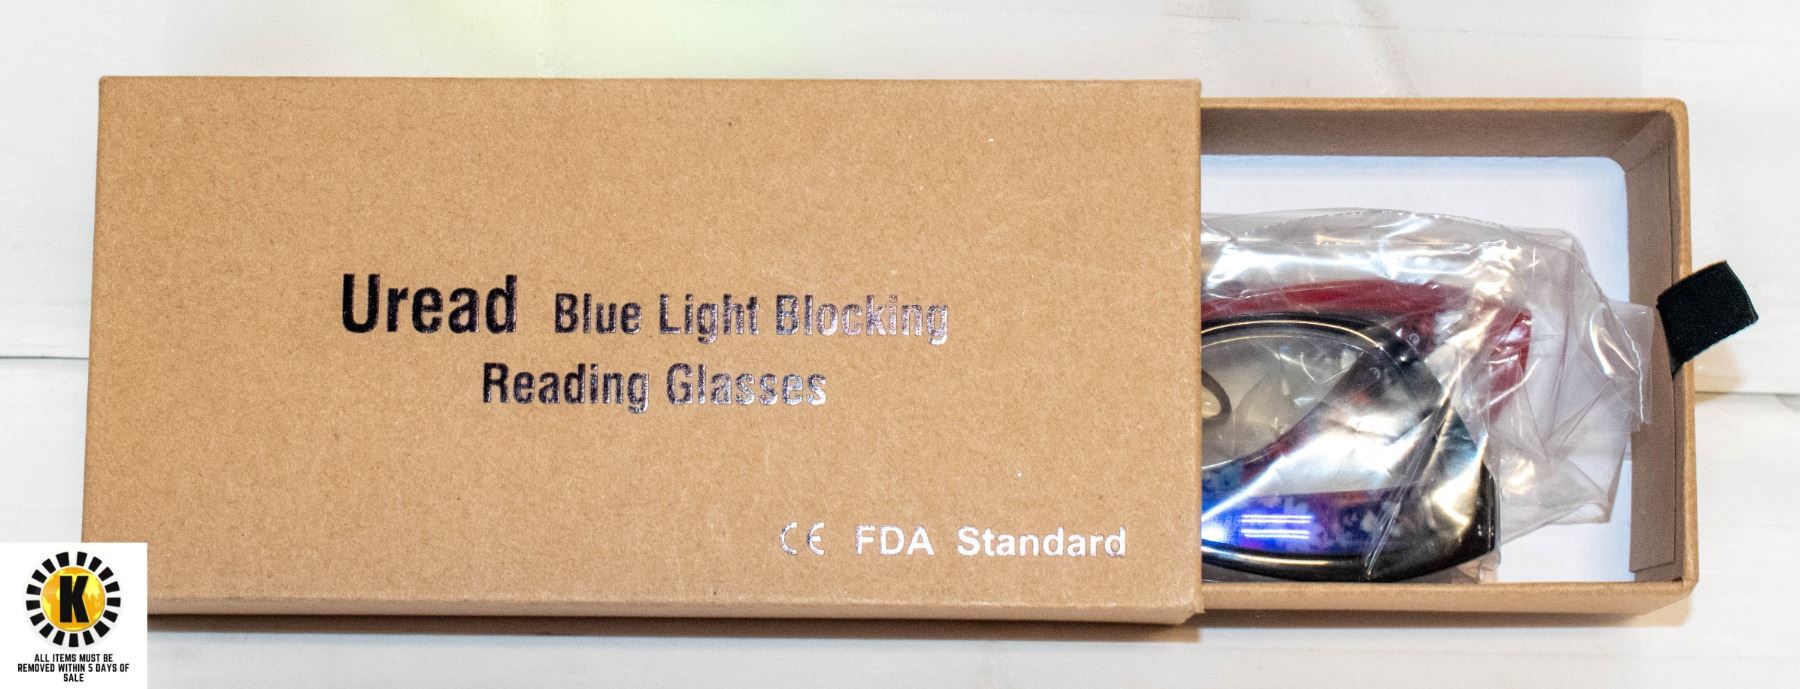 Uread Blue Light Blocking
Reading Glasses
CE FDA Standard
K
ALL ITEMS MUST BE
REMOVED WITHIN 5 DAYS OF
SALE